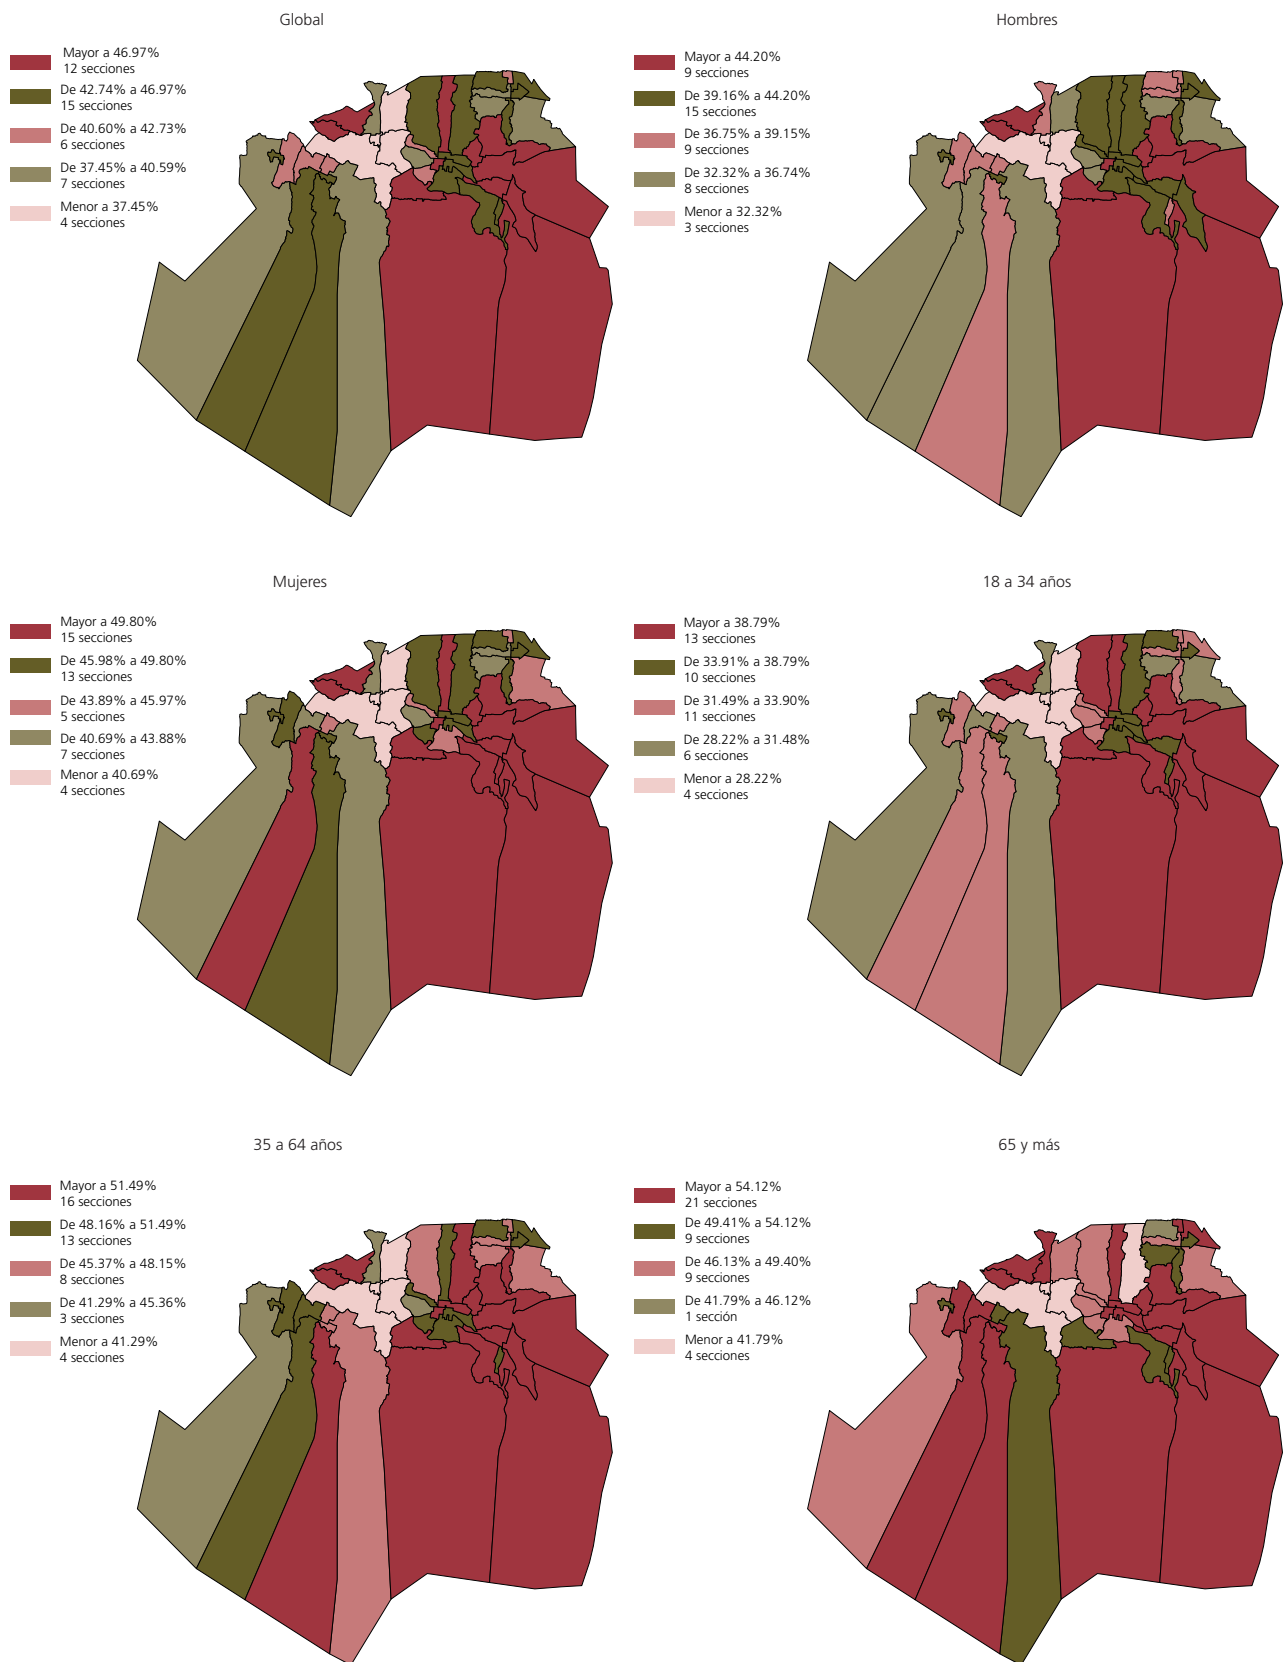 Global
Mayor a 46.97%
12 secciones
De 42.74% a 46.97%
15 secciones
De 40.60% a 42.73%
6 secciones
De 37.45% a 40.59%
7 secciones
Menor a 37.45%
4 secciones
Hombres
Mayor a 44.20%
9 secciones
De 39.16% a 44.20%
15 secciones
De 36.75% a 39.15%
9 secciones
De 32.32% a 36.74%
8 secciones
Menor a 32.32%
3 secciones
Mujeres
Mayor a 49.80%
15 secciones
De 45.98% a 49.80%
13 secciones
De 43.89% a 45.97%
5 secciones
De 40.69% a 43.88%
7 secciones
Menor a 40.69%
4 secciones
18 a 34 años
Mayor a 38.79%
13 secciones
De 33.91% a 38.79%
10 secciones
De 31.49% a 33.90%
11 secciones
De 28.22% a 31.48%
6 secciones
Menor a 28.22%
4 secciones
35 a 64 años
Mayor a 51.49%
16 secciones
De 48.16% a 51.49%
13 secciones
De 45.37% a 48.15%
8 secciones
De 41.29% a 45.36%
3 secciones
Menor a 41.29%
4 secciones
65 y más
Mayor a 54.12%
21 secciones
De 49.41% a 54.12%
9 secciones
De 46.13% a 49.40%
9 secciones
De 41.79% a 46.12%
1 sección
Menor a 41.79%
4 secciones